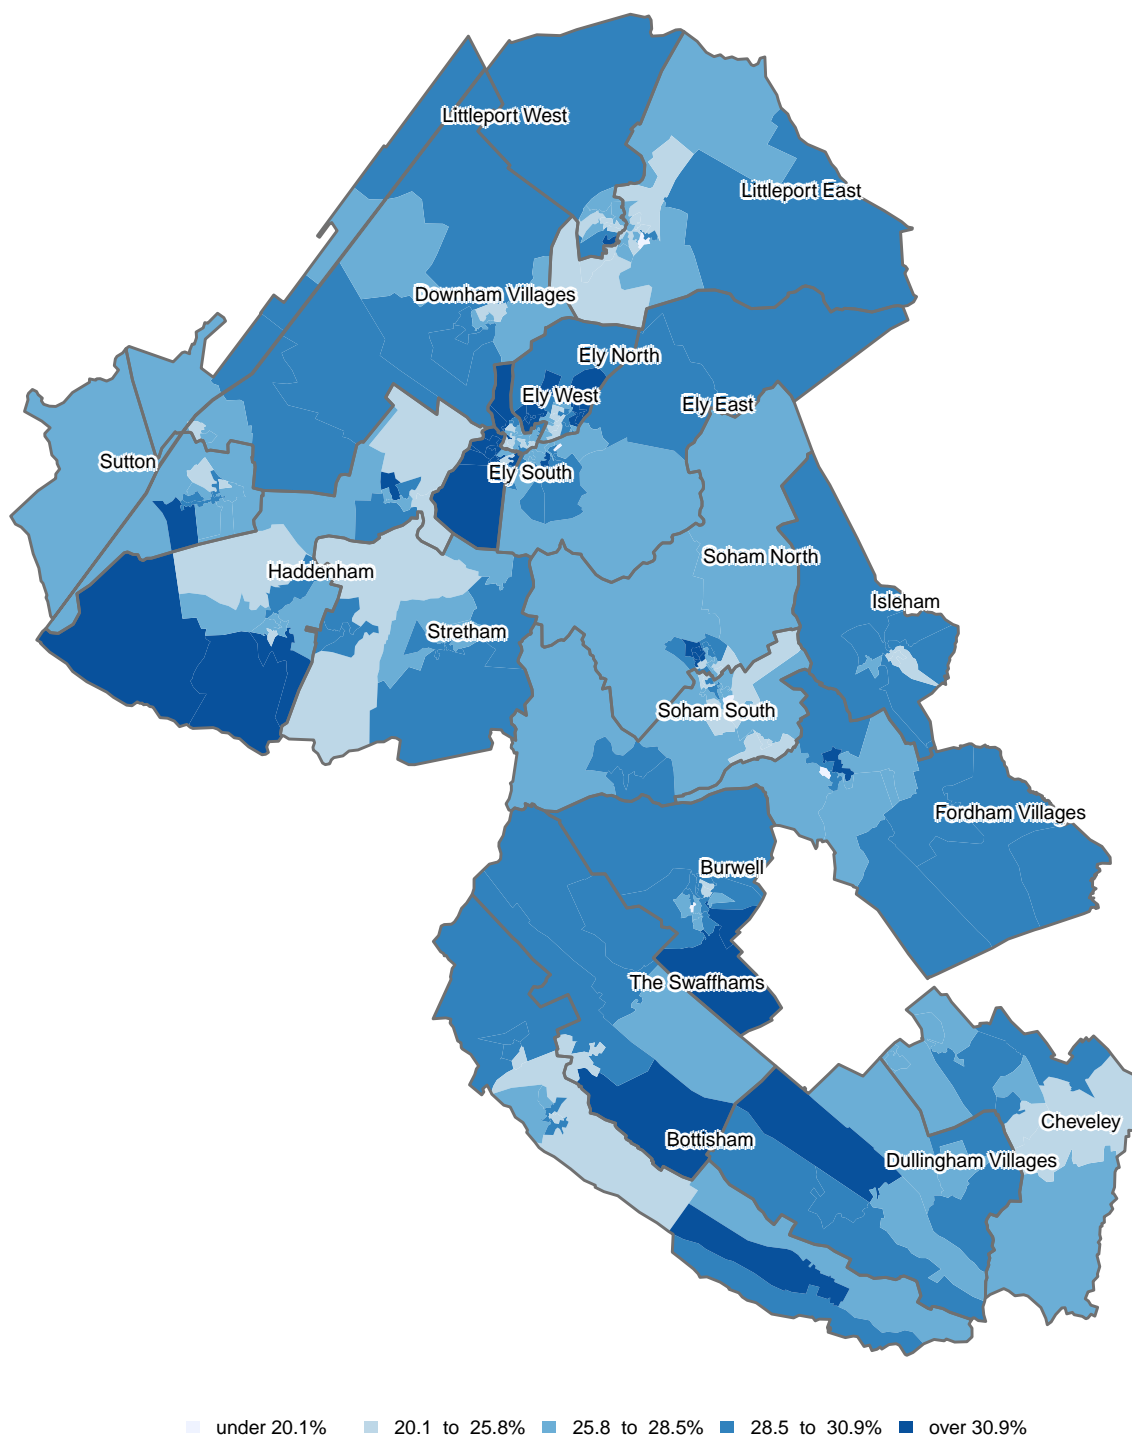 Littleport West
Littleport East
Downham Villages
Ely North
Ely West
Ely East
Sutton
Ely South
Soham North
Haddenham
Isleham
Stretham
Soham South
Fordham Villages
Burwell
The Swaffhams
Cheveley
Bottisham
Dullingham Villages
under 20.1% 20.1 to 25.8% 25.8 to 28.5% 28.5 to 30.9% over 30.9%